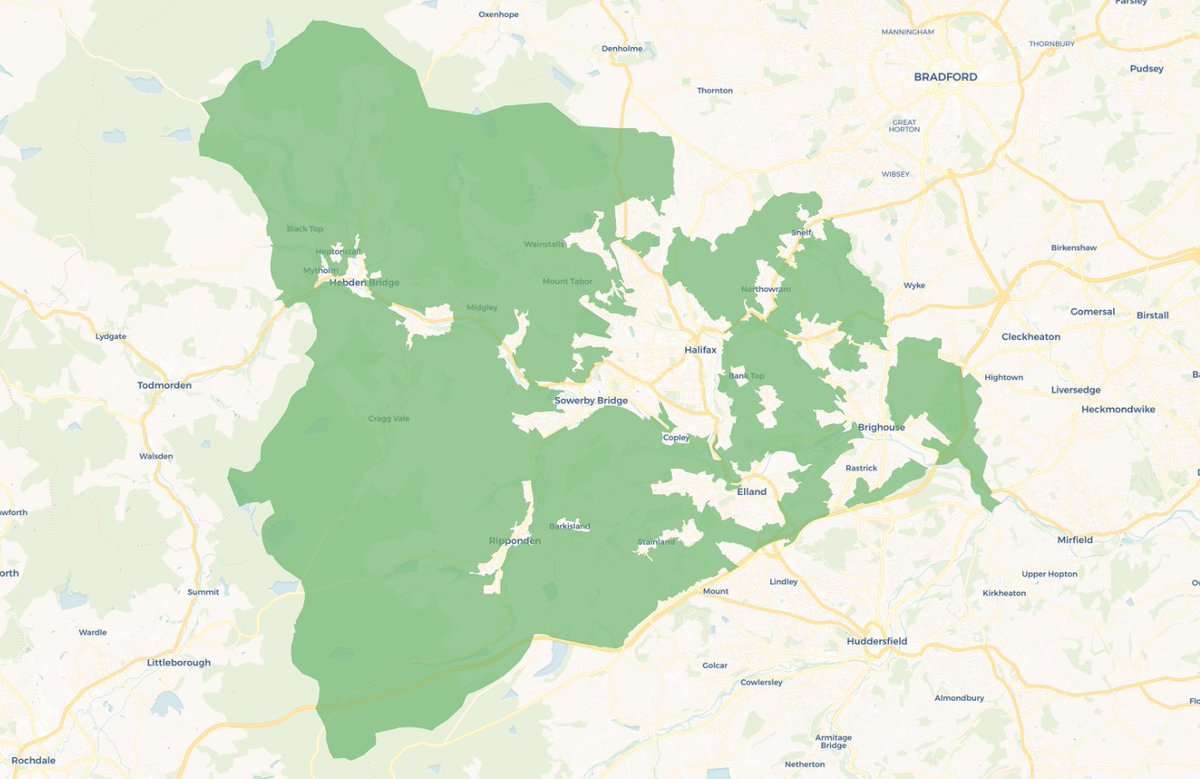 Oxenhope
Parsley
MANNINGHAM
THORNBURY
Denholme
Pudsey
BRADFORD
Thornton
GREAT
HORTON
WIBSEY
Slack Top
Shelf
Wainstalls
Heptonstall
Birkenshaw
Mytholm
Hebden Bridge
Mount Tabor
Northowram
Wyke
Midgley
Gomersal
Birstall
Lydgate
Cleckheaton
Halifax
Bank Top
Hightown
Todmorden
Liversedge
Sowerby Bridge
Heckmondwike
Cragg Vale
Brighouse
Copley
Walsden
Rastrick
Elland
Barkisland
Ripponden
Stainland
Mirfield
Lindley
Upper Hopton
Summit
Mount
Kirkheaton
Wardle
Huddersfield
Littleborough
Golcar
Cowlersley
Almondbury
Armitage
Bridge
Rochdale
Netherton